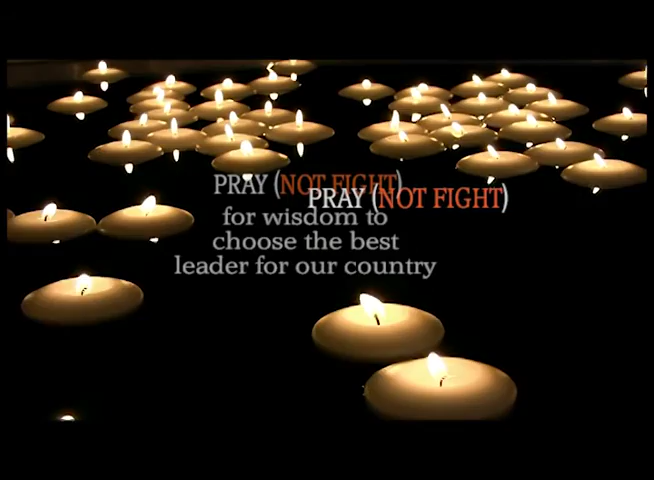 PRAY (NOT FIGHT)
PRAY (NOT FIGHT)
for wisdom to
choose the best
leader for our country